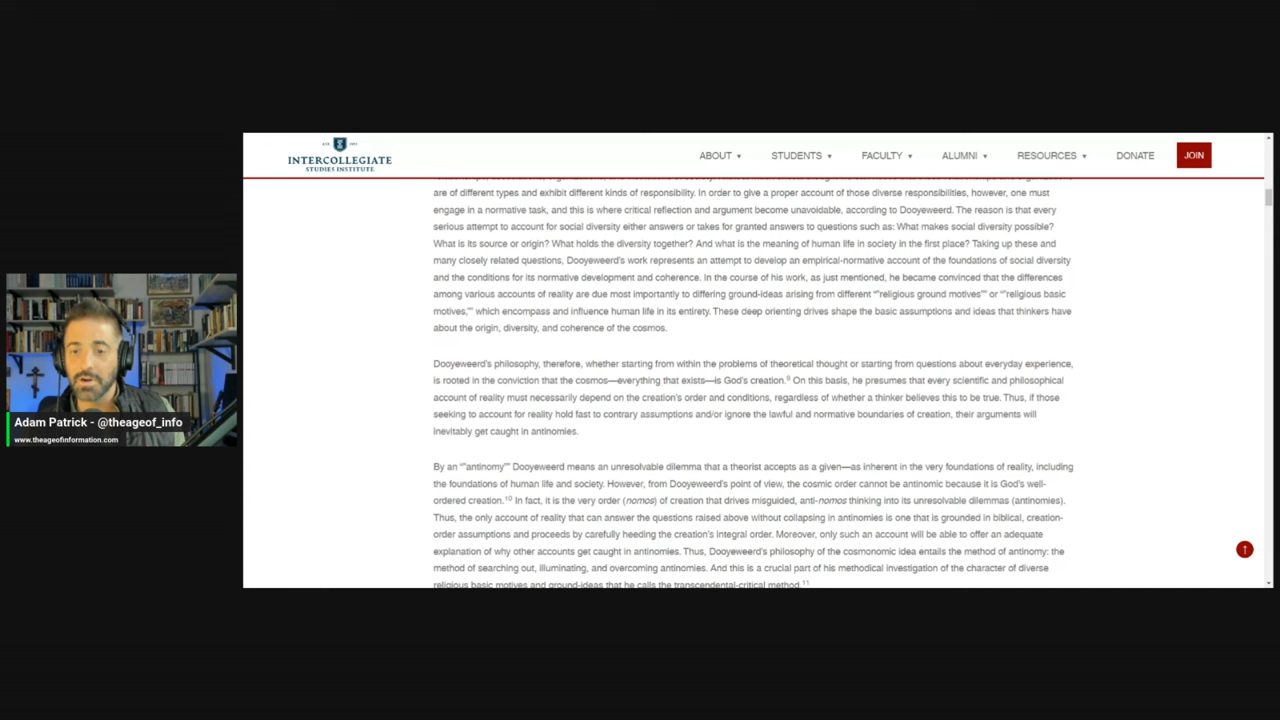 EST. 1953
INTERCOLLEGIATE
STUDIES INSTITUTE
ABOUT ▾ STUDENTS ▾ FACULTY ▾ ALUMNI ▾ RESOURCES ▾ DONATE JOIN
are of different types and exhibit different kinds of responsibility. In order to give a proper account of those diverse responsibilities, however, one must
engage in a normative task, and this is where critical reflection and argument become unavoidable, according to Dooyeweerd. The reason is that every
serious attempt to account for social diversity either answers or takes for granted answers to questions such as: What makes social diversity possible?
What is its source or origin? What holds the diversity together? And what is the meaning of human life in society in the first place? Taking up these and
many closely related questions, Dooyeweerd's work represents an attempt to develop an empirical-normative account of the foundations of social diversity
and the conditions for its normative development and coherence. In the course of his work, as just mentioned, he became convinced that the differences
among various accounts of reality are due most importantly to differing ground-ideas arising from different “"religious ground motives”" or “"religious basic
motives,”" which encompass and influence human life in its entirety. These deep orienting drives shape the basic assumptions and ideas that thinkers have
about the origin, diversity, and coherence of the cosmos.
Dooyeweerd's philosophy, therefore, whether starting from within the problems of theoretical thought or starting from questions about everyday experience,
is rooted in the conviction that the cosmos—everything that exists—is God's creation.9 On this basis, he presumes that every scientific and philosophical
account of reality must necessarily depend on the creation's order and conditions, regardless of whether a thinker believes this to be true. Thus, if those
seeking to account for reality hold fast to contrary assumptions and/or ignore the lawful and normative boundaries of creation, their arguments will
inevitably get caught in antinomies.
By an “"antinomy”" Dooyeweerd means an unresolvable dilemma that a theorist accepts as a given—as inherent in the very foundations of reality, including
the foundations of human life and society. However, from Dooyeweerd's point of view, the cosmic order cannot be antinomic because it is God's well-
ordered creation.10 In fact, it is the very order (nomos) of creation that drives misguided, anti-nomos thinking into its unresolvable dilemmas (antinomies).
Thus, the only account of reality that can answer the questions raised above without collapsing in antinomies is one that is grounded in biblical, creation-
order assumptions and proceeds by carefully heeding the creation's integral order. Moreover, only such an account will be able to offer an adequate
explanation of why other accounts get caught in antinomies. Thus, Dooyeweerd's philosophy of the cosmonomic idea entails the method of antinomy: the
method of searching out, illuminating, and overcoming antinomies. And this is a crucial part of his methodical investigation of the character of diverse
religious basic motives and ground-ideas that he calls the transcendental-critical method.11
Adam Patrick - @theageof_info
www.theageofinformation.com